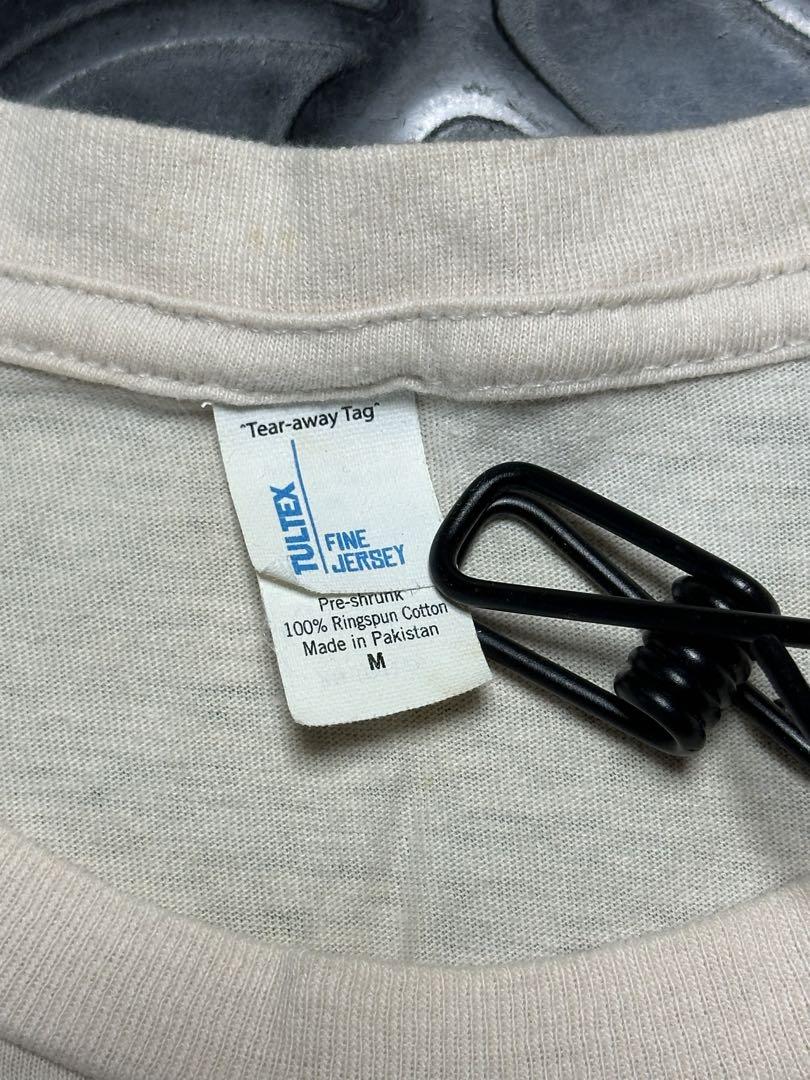 "Tear-away Tag"
TULTEX
FINE
JERSEY
Pre-shrunk
100% Ringspun Cotton
Made in Pakistan
M